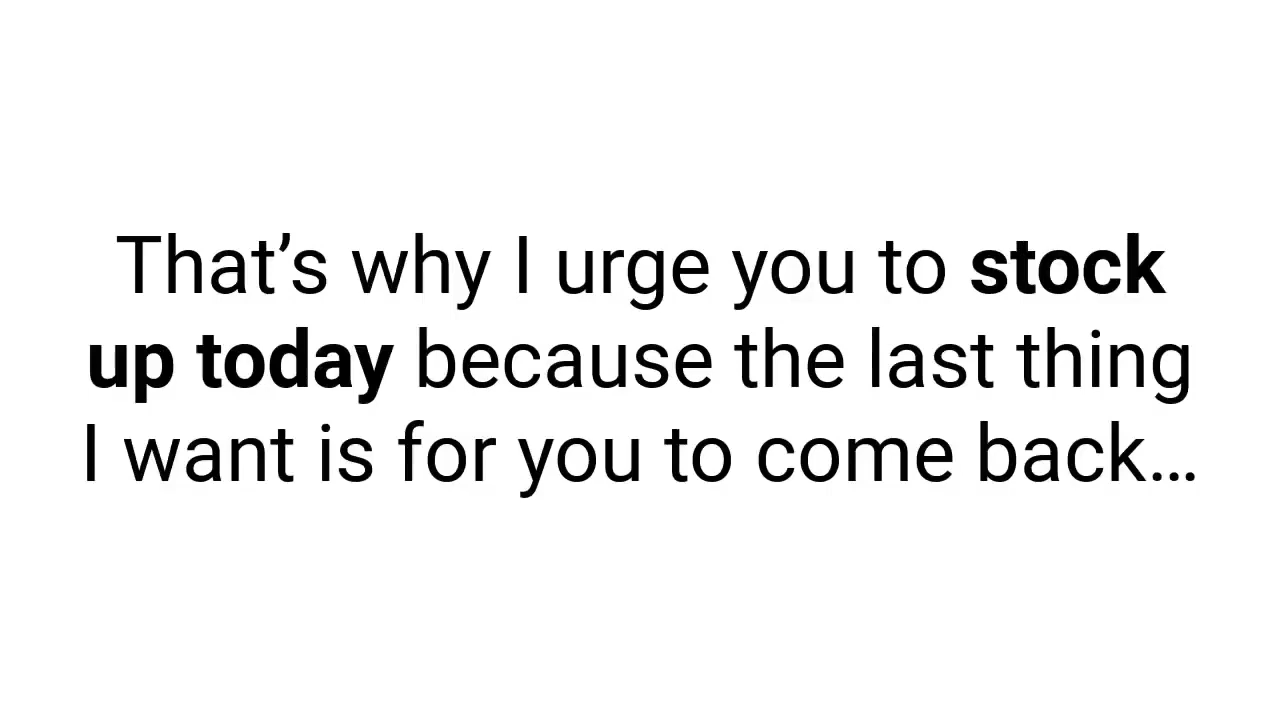 That’s why I urge you to stock
up today because the last thing
I want is for you to come back…